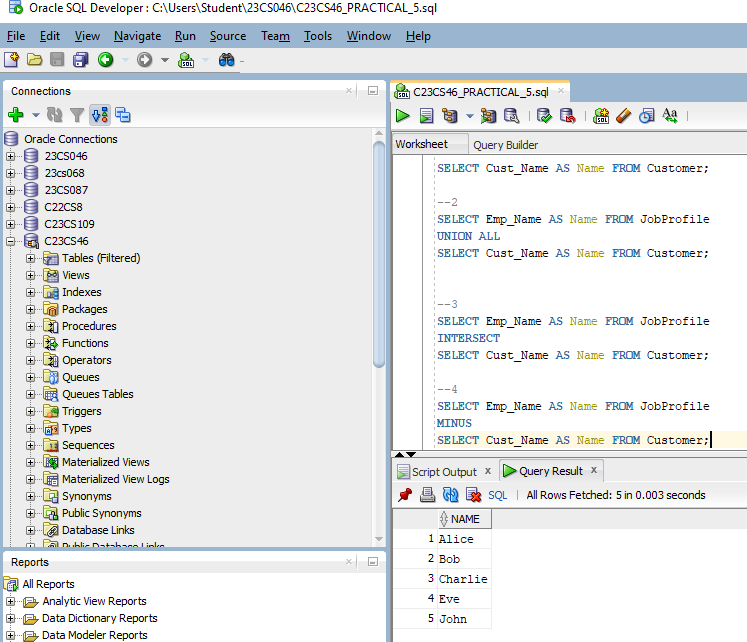 Oracle SQL Developer : C:\Users\Student\23CS046\C23CS46_PRACTICAL_5.sql
File Edit View Navigate Run Source Team Tools Window Help
Connections
Oracle Connections
23CS046
23cs068
23CS087
C22CS8
C23CS109
C23CS46
Tables (Filtered)
Views
Indexes
Packages
Procedures
Functions
Operators
Queues
Queues Tables
Triggers
Types
Sequences
Materialized Views
Materialized View Logs
Synonyms
Public Synonyms
Database Links
Public Database Links
Reports
All Reports
Analytic View Reports
Data Dictionary Reports
Data Modeler Reports
C23CS46_PRACTICAL_5.sql
Worksheet Query Builder
SELECT Cust_Name AS Name FROM Customer;
--2
SELECT Emp_Name AS Name FROM JobProfile
UNION ALL
SELECT Cust_Name AS Name FROM Customer;
--3
SELECT Emp_Name AS Name FROM JobProfile
INTERSECT
SELECT Cust_Name AS Name FROM Customer;
--4
SELECT Emp_Name AS Name FROM JobProfile
MINUS
SELECT Cust_Name AS Name FROM Customer;
Script Output x Query Result x
SQL | All Rows Fetched: 5 in 0.003 seconds
NAME
1 Alice
2 Bob
3 Charlie
4 Eve
5 John